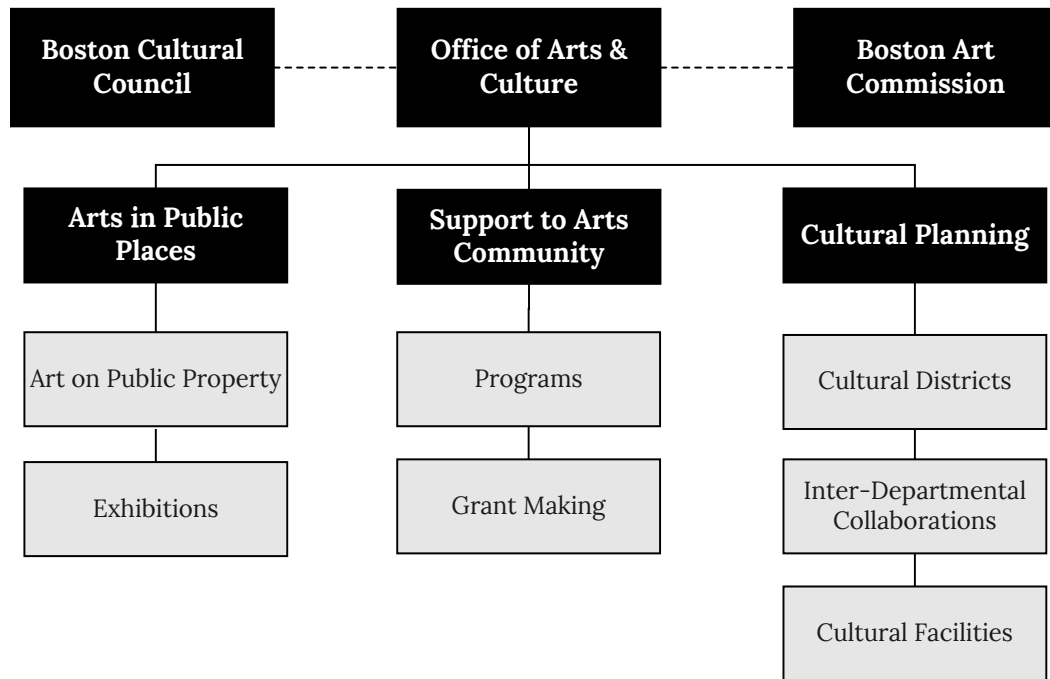 Boston Cultural
Council
Office of Arts &
Culture
Boston Art
Commission
Arts in Public
Places
Support to Arts
Community
Cultural Planning
Art on Public Property
Programs
Cultural Districts
Exhibitions
Grant Making
Inter-Departmental
Collaborations
Cultural Facilities